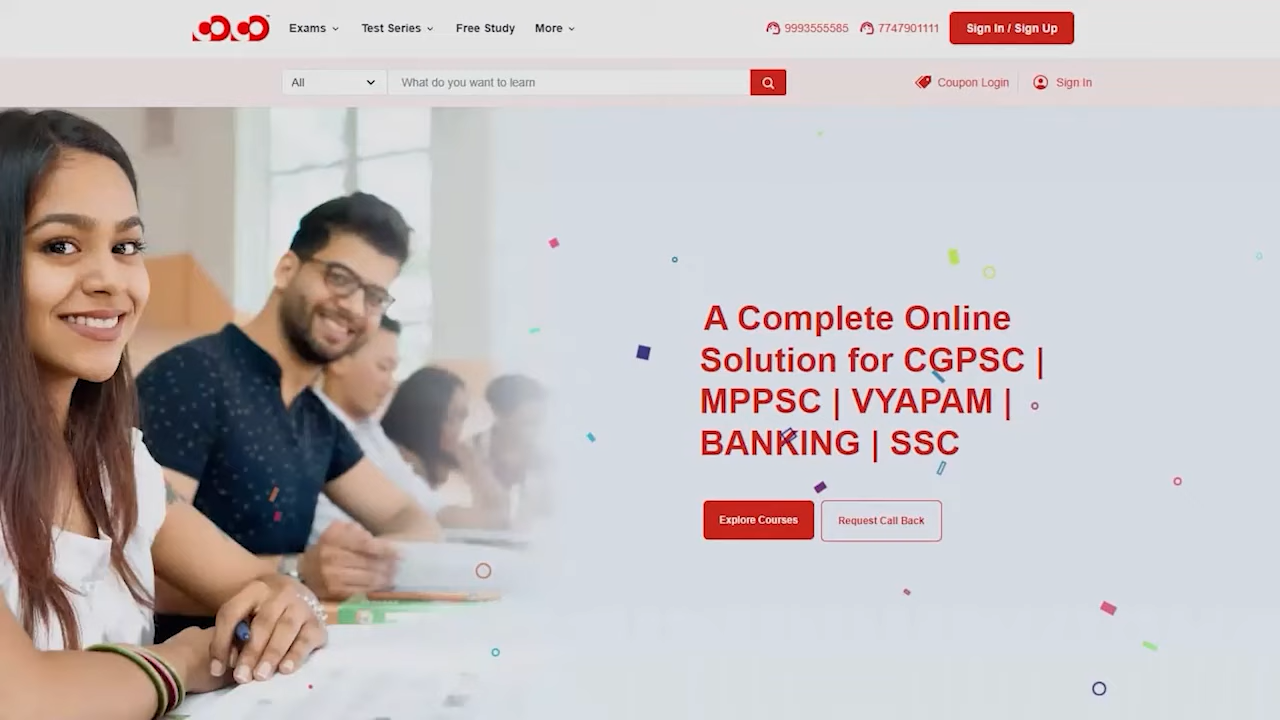 Exams
Test Series
Free Study
More
9993555585
7747901111
Sign In / Sign Up
All
What do you want to learn
Coupon Login
Sign In
A Complete Online
Solution for CGPSC |
MPPSC | VYAPAM |
BANKING | SSC
Explore Courses
Request Call Back